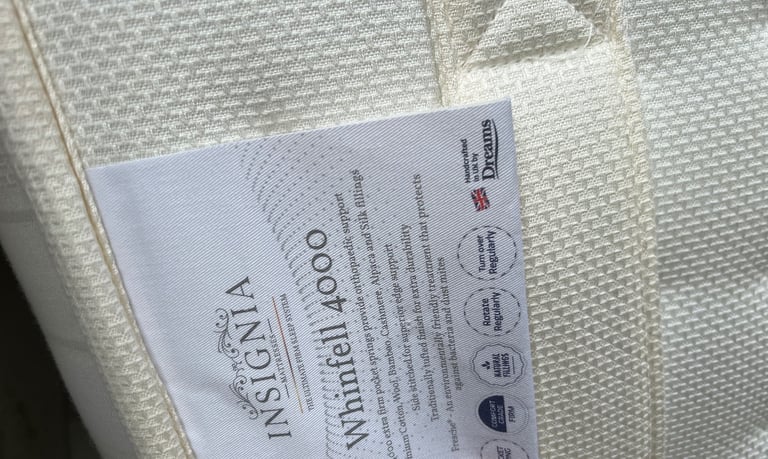 INSIGNIA
MATTRESSES
THE ULTIMATE FIRM SLEEP SYSTEM
Whinfell 4000
extra firm pocket springs provide orthopaedic support
Cotton, Wool, Bamboo, Cashmere, Alpaca and Silk fillings
Side stitched for superior edge support
Traditionally tufted finish for extra durability
- An environmentally friendly treatment that protects
against bacteria and dust mites
COMFORT GRADE
FIRM
NATURAL FILLINGS
Rotate Regularly
Turn over Regularly
Handcrafted
in UK by
Dreams